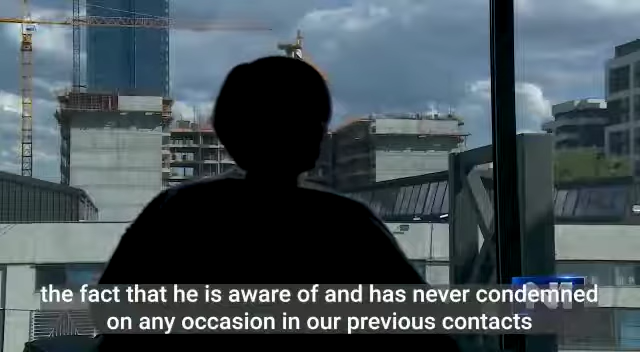 the fact that he is aware of and has never condemned
on any occasion in our previous contacts